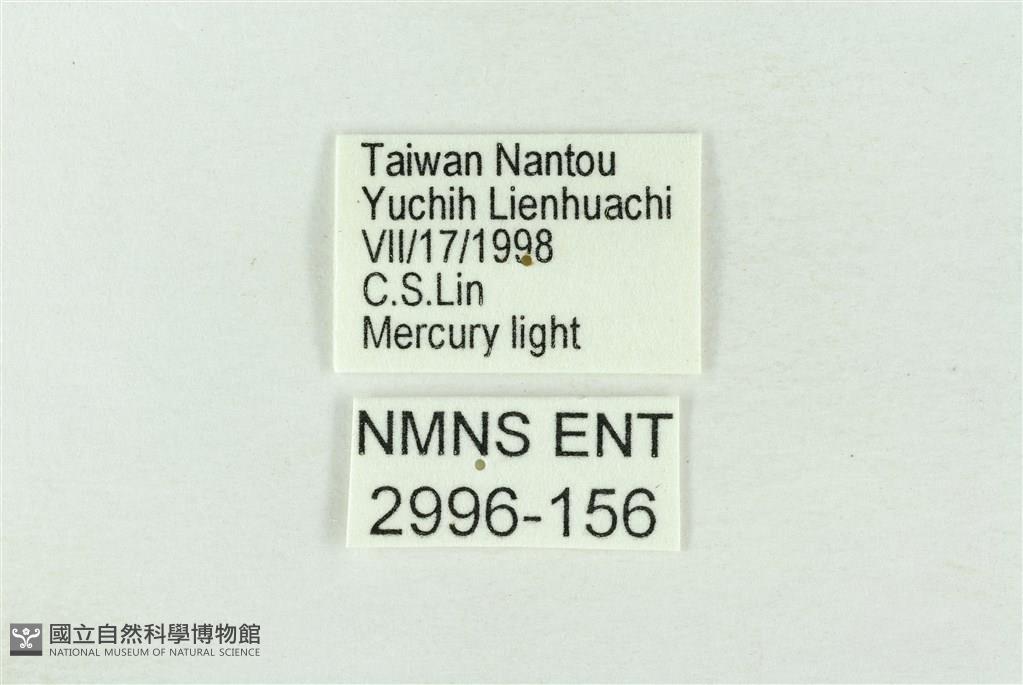 Taiwan Nantou
Yuchih Lienhuachi
VII/17/1998
C.S.Lin
Mercury light
NMNS ENT
2996-156
國立自然科學博物館
NATIONAL MUSEUM OF NATURAL SCIENCE